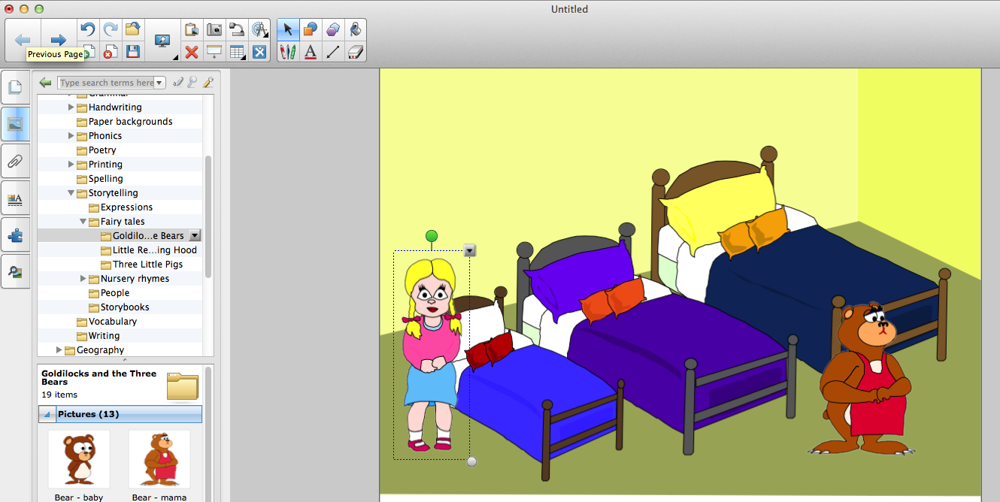 Untitled
Previous Page
Type search terms here
Grammar
Handwriting
Paper backgrounds
Phonics
Poetry
Printing
Spelling
Storytelling
Expressions
Fairy tales
Goldilo...e Bears
Little Re...ing Hood
Three Little Pigs
Nursery rhymes
People
Storybooks
Vocabulary
Writing
Geography
Goldilocks and the Three
Bears
19 items
Pictures (13)
Bear - baby
Bear - mama